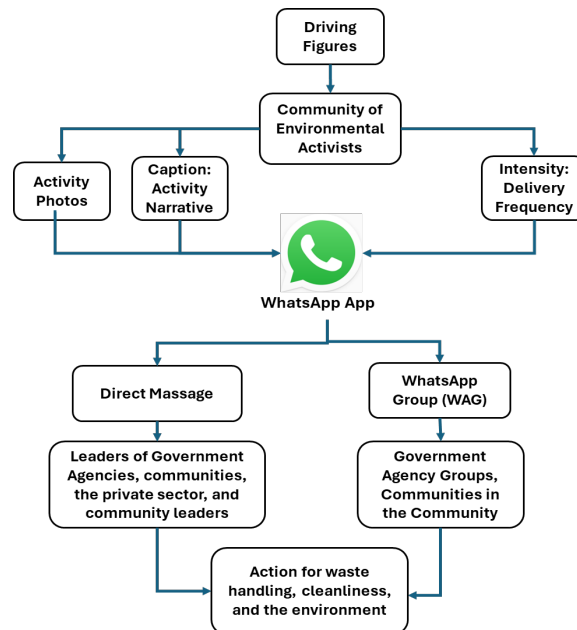 Driving
Figures
Community of
Environmental
Activists
Activity
Photos
Caption:
Activity
Narrative
Intensity:
Delivery
Frequency
WhatsApp App
Direct Massage
WhatsApp
Group (WAG)
Leaders of Government
Agencies, communities,
the private sector, and
community leaders
Government
Agency Groups,
Communities in
the Community
Action for waste
handling, cleanliness,
and the environment